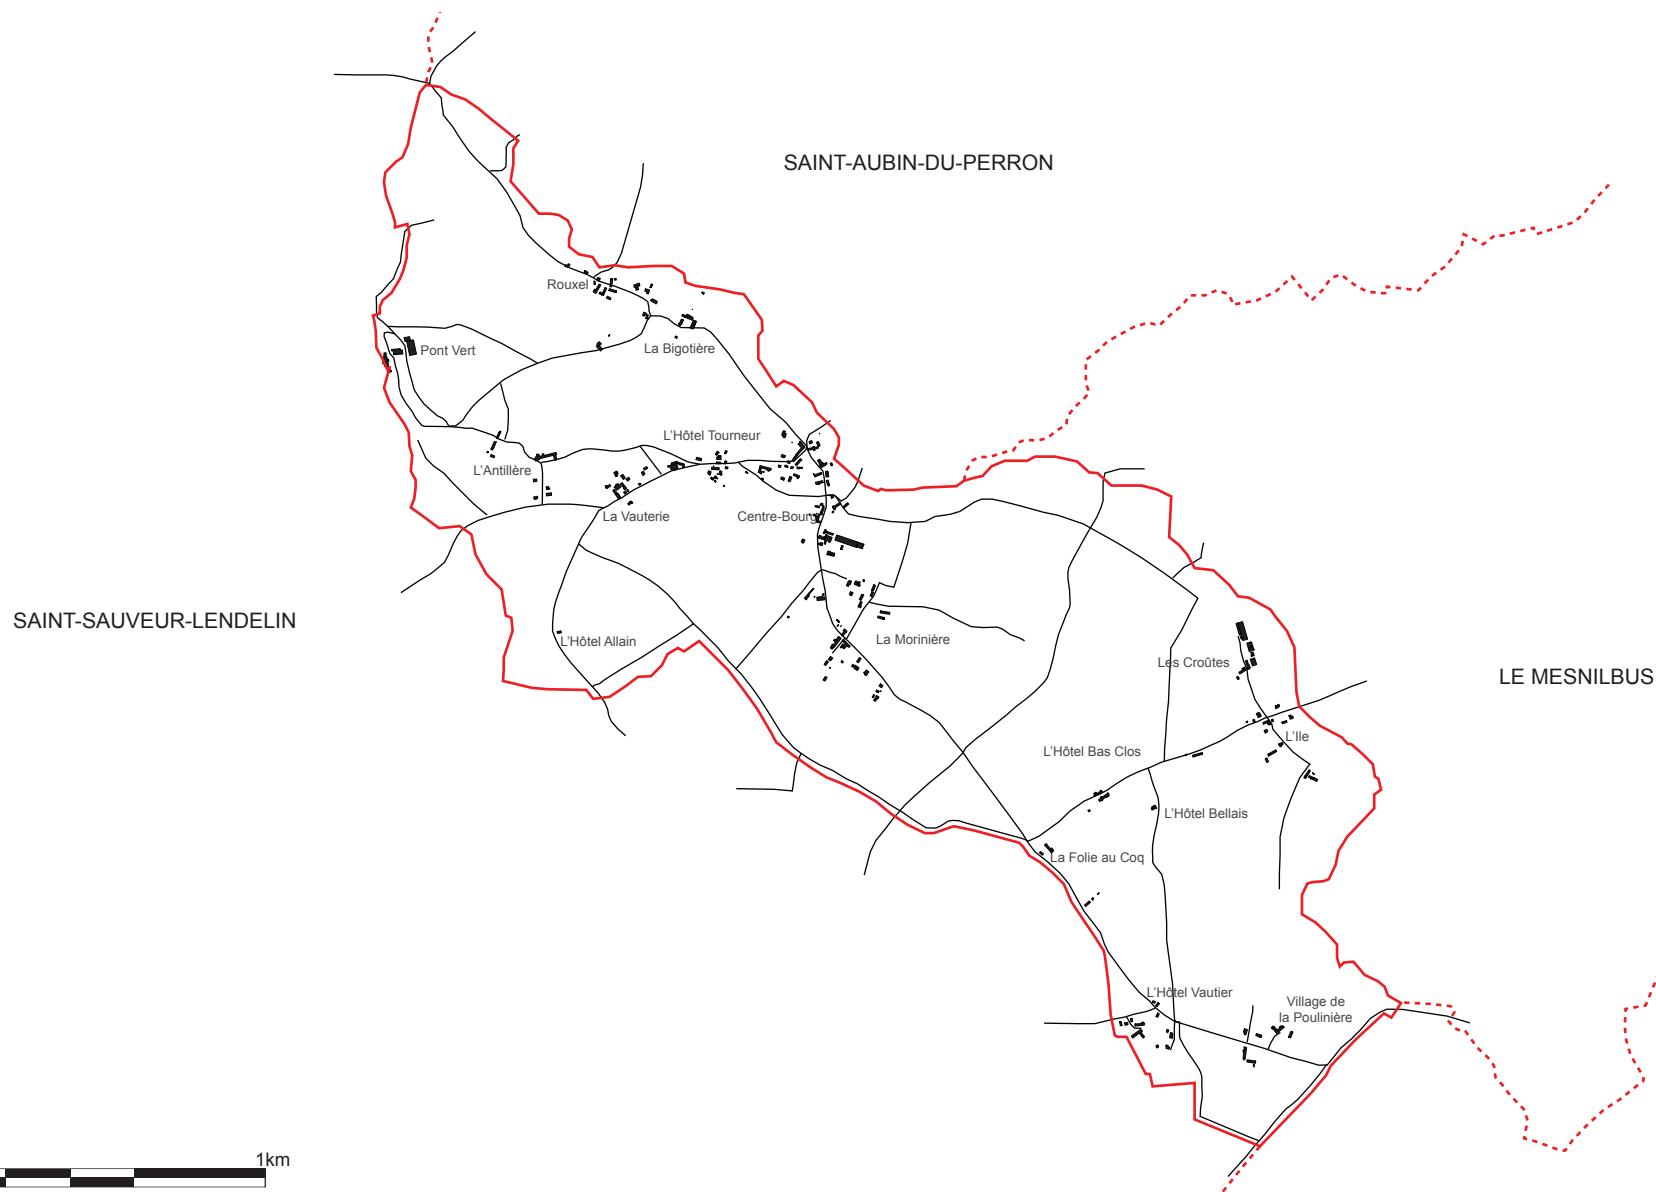 SAINT-AUBIN-DU-PERRON
Rouxel
Pont Vert
La Bigotière
L'Hôtel Tourneur
L'Antillère
La Vauterie
Centre-Bourg
SAINT-SAUVEUR-LENDELIN
L'Hôtel Allain
La Morinière
Les Croûtes
LE MESNILBUS
L'Ile
L'Hôtel Bas Clos
L'Hôtel Bellais
La Folie au Coq
L'Hôtel Vautier
Village de
la Poulinière
1km